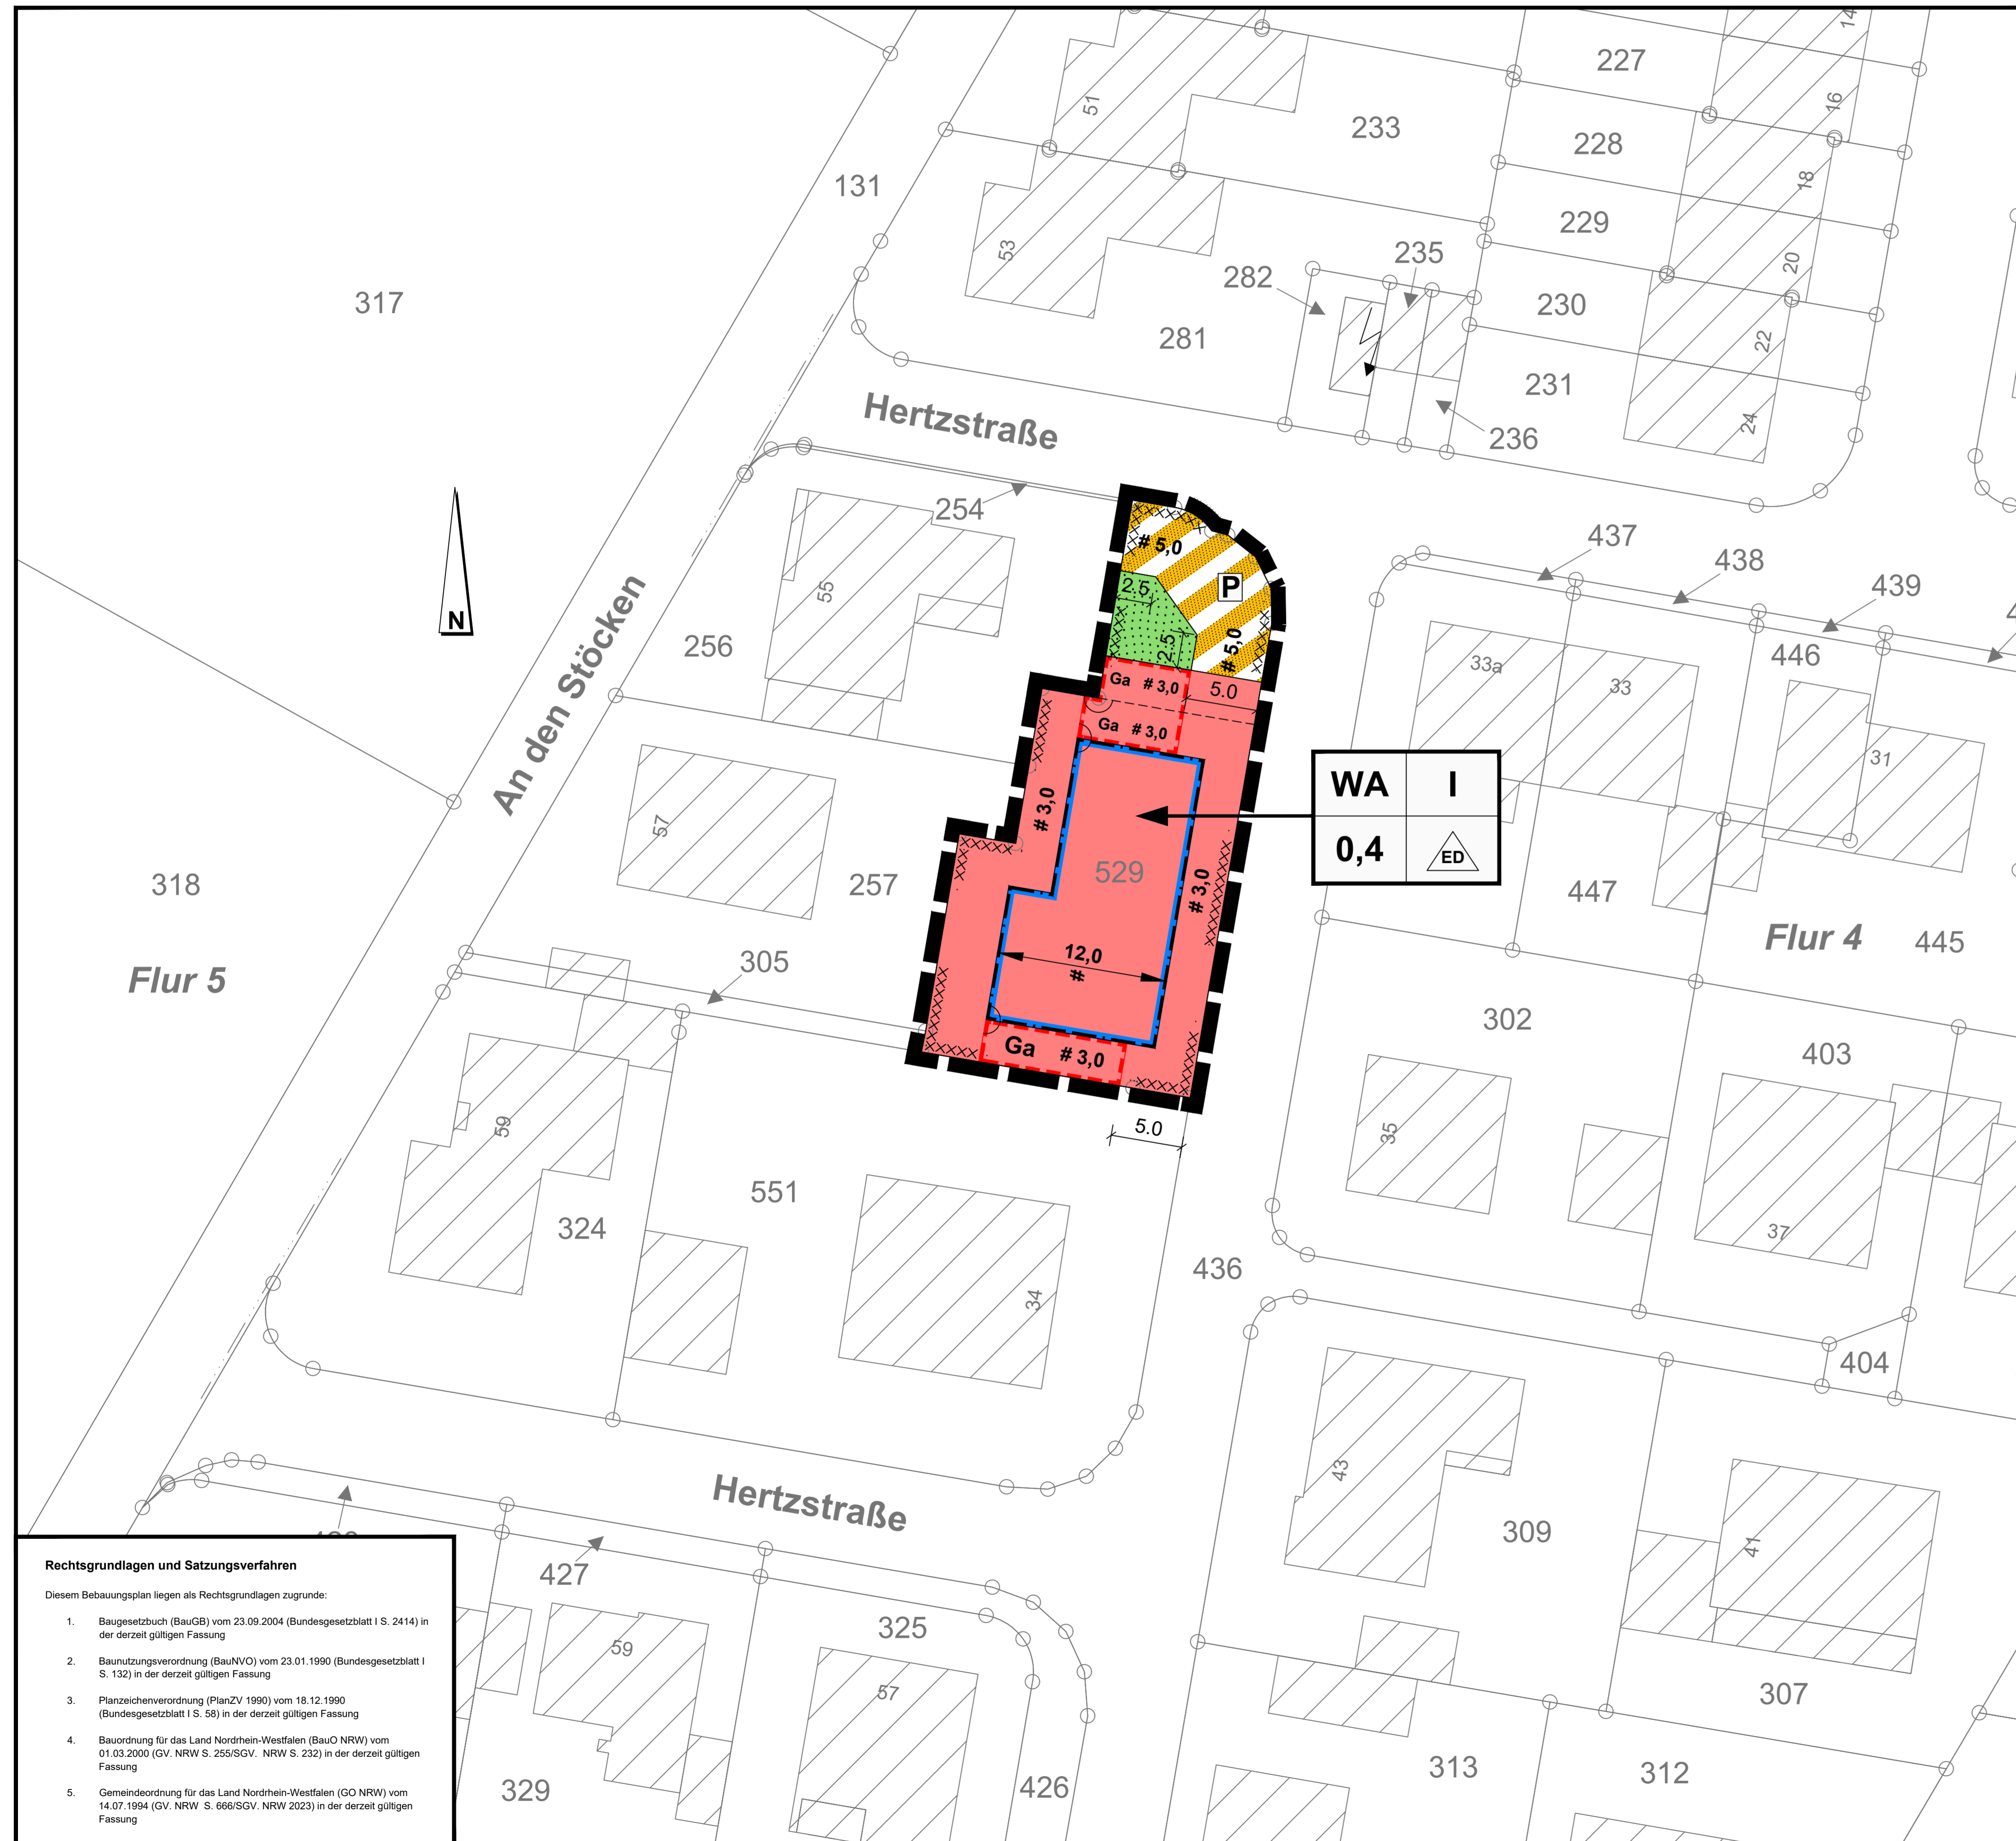 14
227
51
16
233
228
131
18
229
53
235
20
282
317
230
22
281
231
Hertzstraße
24
236
254
437
# 5,0
438
P
439
55
2.5
N
An den Stöcken
256
2.5
# 5,0
446
33a
33
Ga # 3,0
5.0
Ga # 3,0
31
WA I
# 3,0
57
0,4 ED
529
318
257
# 3,0
447
Flur 4 445
12,0
#
305
Flur 5
302
Ga # 3,0
403
59
5.0
35
551
324
37
436
34
404
43
Hertzstraße
309
41
427
325
59
57
307
313
312
329
426
Rechtsgrundlagen und Satzungsverfahren
Diesem Bebauungsplan liegen als Rechtsgrundlagen zugrunde:
1. Baugesetzbuch (BauGB) vom 23.09.2004 (Bundesgesetzblatt I S. 2414) in
der derzeit gültigen Fassung
2. Baunutzungsverordnung (BauNVO) vom 23.01.1990 (Bundesgesetzblatt I
S. 132) in der derzeit gültigen Fassung
3. Planzeichenverordnung (PlanZV 1990) vom 18.12.1990
(Bundesgesetzblatt I S. 58) in der derzeit gültigen Fassung
4. Bauordnung für das Land Nordrhein-Westfalen (BauO NRW) vom
01.03.2000 (GV. NRW S. 255/SGV. NRW S. 232) in der derzeit gültigen
Fassung
5. Gemeindeordnung für das Land Nordrhein-Westfalen (GO NRW) vom
14.07.1994 (GV. NRW S. 666/SGV. NRW 2023) in der derzeit gültigen
Fassung